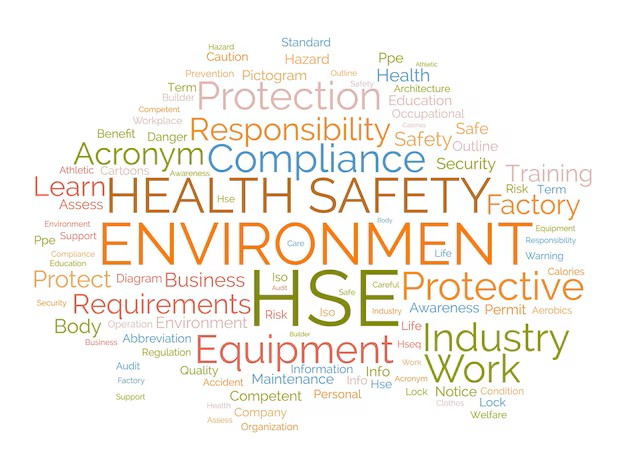 Hazard
Standard
Caution
Hazard
Ppe
Athletic
Prevention
Pictogram
Outline
Health
Term
Safety
Architecture
Builder
Protection
Education
Competent
Occupational
Workplace
Responsibility
Calories
Safe
Benefit
Danger
Safety
Outline
Acronym
Compliance
Security
Athletic
Cartoons
Awareness
Training
Learn
HEALTH SAFETY
Risk
Term
Assess
Hse
Factory
Environment
Body
Equipment
Ppe
Support
ENVIRONMENT
Care
Responsibility
Compliance
Life
Warning
Education
Calories
Protect
Diagram
Business
Iso
HSE
Safe
Careful
Protective
Audit
Security
Requirements
Risk
Iso
Industry
Awareness
Permit
Aerobics
Body
Operation
Environment
Life
Industry
Business
Abbreviation
Builder
Hseq
Regulation
Equipment
Work
Work
Audit
Quality
Information
Info
Factory
Accident
Maintenance
Info
Hse
Acronym
Support
Competent
Personal
Lock
Notice
Condition
Health
Company
Clothes
Lock
Assess
Organization
Welfare